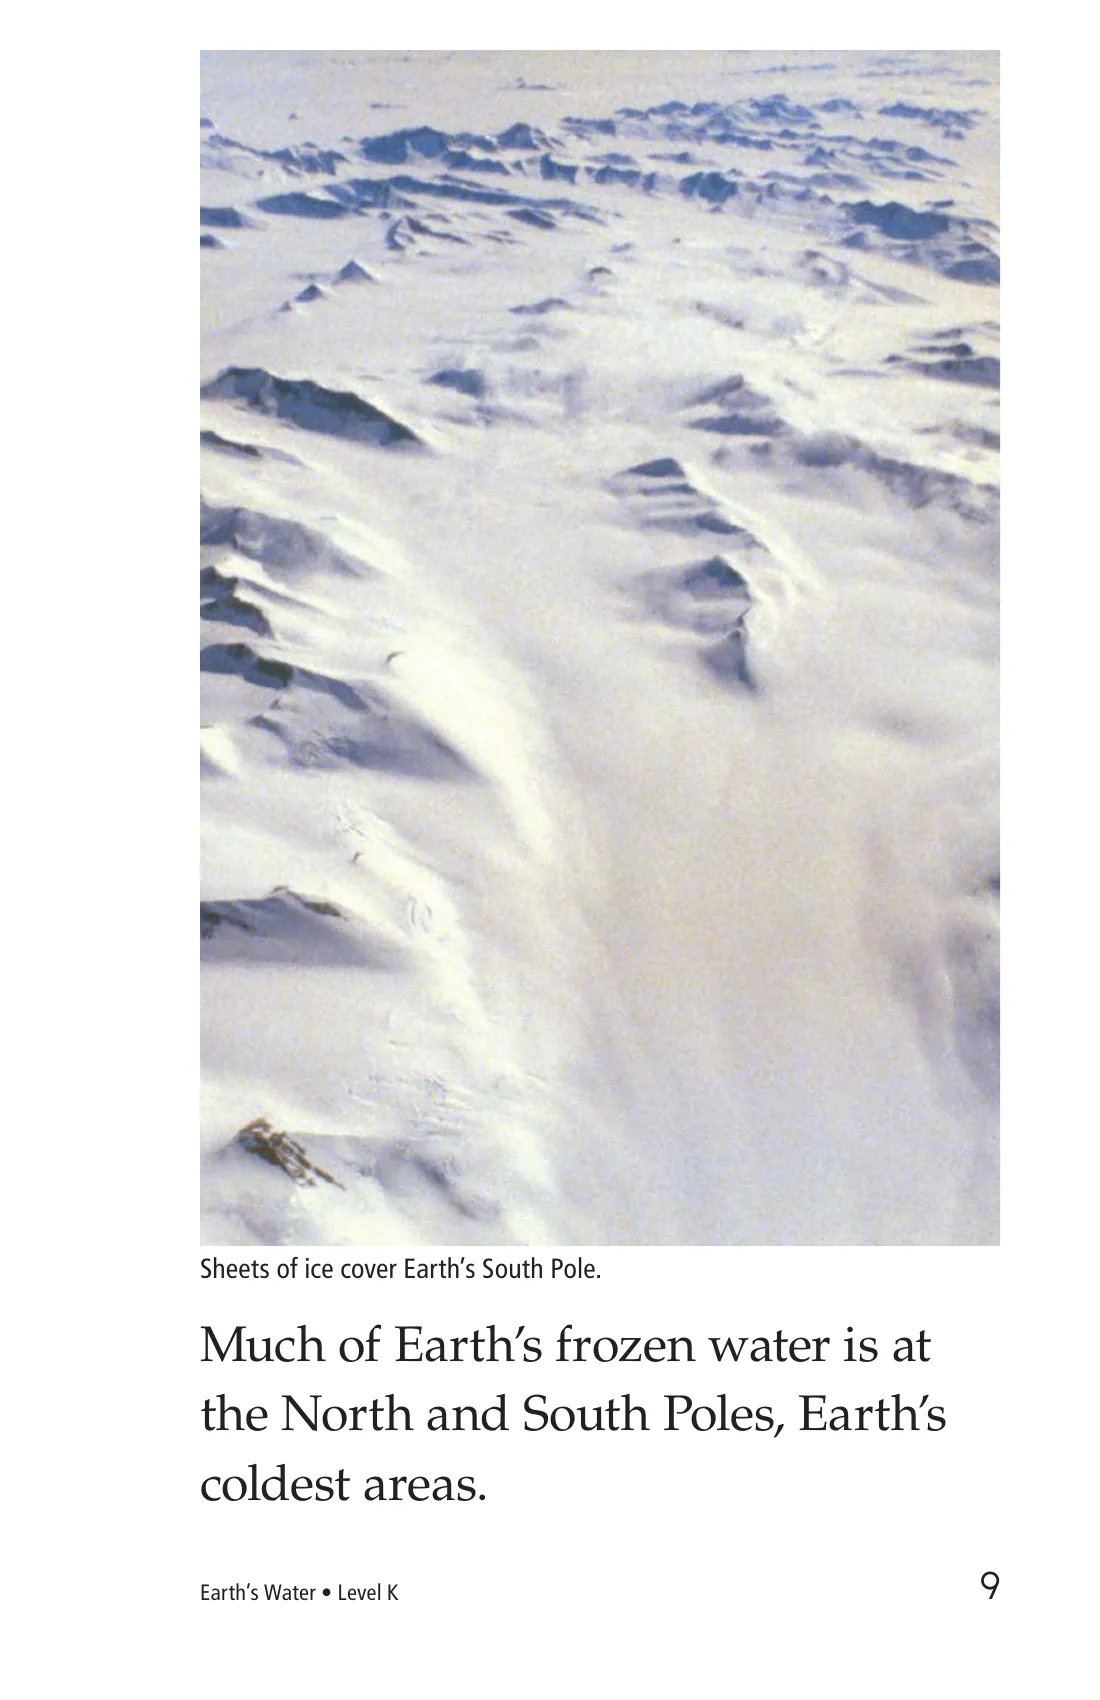 Sheets of ice cover Earth’s South Pole.
Much of Earth’s frozen water is at
the North and South Poles, Earth’s
coldest areas.
Earth’s Water • Level K
9